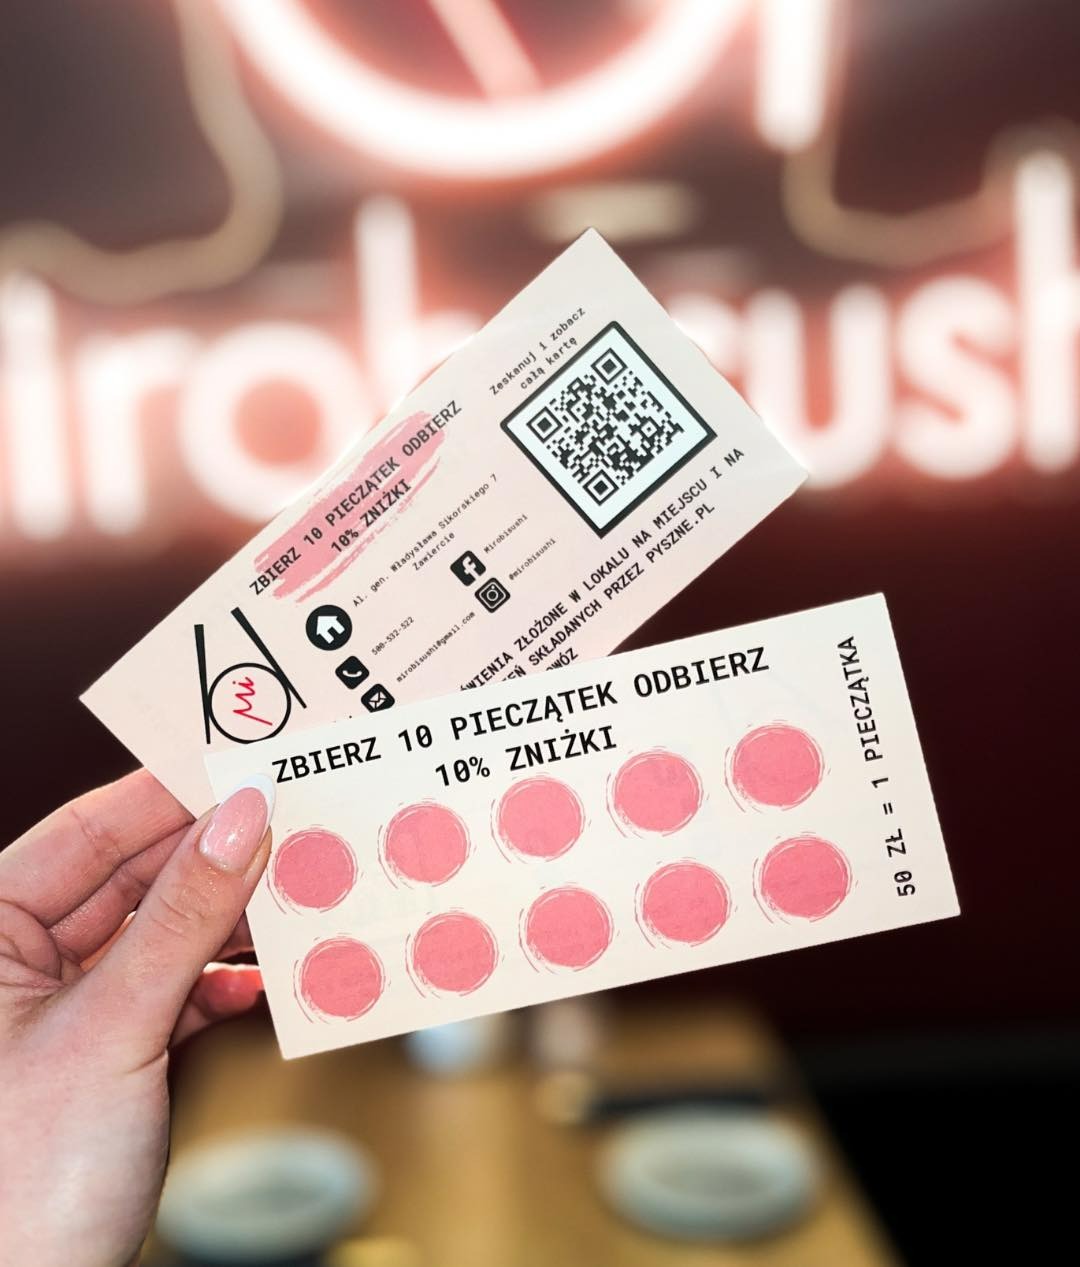 irobisush
Zeskanuj i zobacz
całą kartę
ZBIERZ 10 PIECZĄTEK ODBIERZ
10% ZNIŻKI
Al. gen. Władysława Sikorskiego 7
Zawiercie
500-532-522
mirobisushi@gmail.com
Mirobisushi
@mirobisushi
ZŁOŻONE W LOKALU NA MIEJSCU I NA
SKŁADANYCH PRZEZ PYSZNE.PL
Mi
ZBIERZ 10 PIECZĄTEK ODBIERZ
10% ZNIŻKI
50 ZŁ = 1 PIECZĄTKA